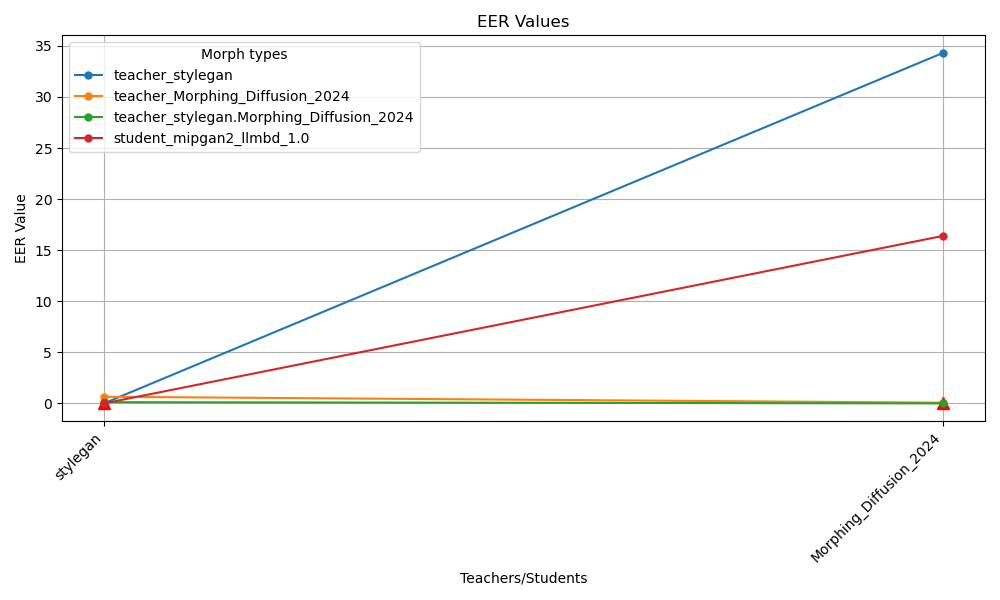 EER Values
Morph types
teacher_stylegan
teacher_Morphing_Diffusion_2024
teacher_stylegan.Morphing_Diffusion_2024
student_mipgan2_llmbd_1.0
EER Value
35
30
25
20
15
10
5
0
stylegan
Morphing_Diffusion_2024
Teachers/Students